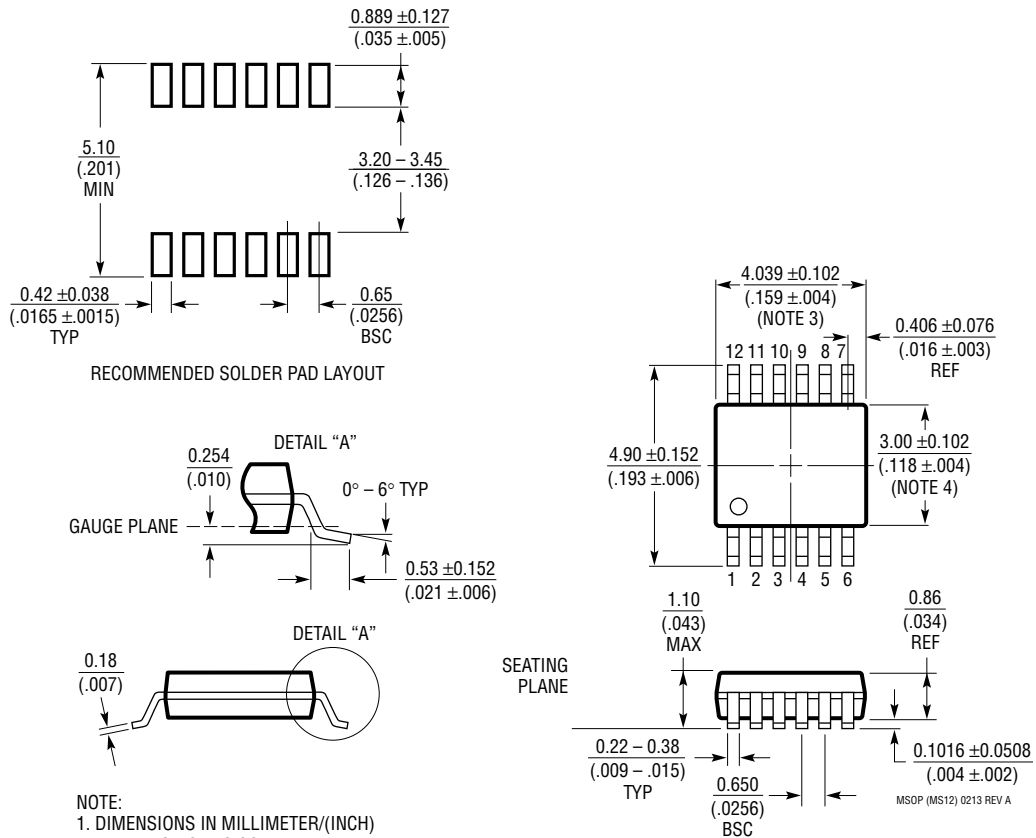 0.889 ±0.127
(.035 ±.005)
5.10
(.201)
MIN
3.20 – 3.45
(.126 – .136)
0.42 ±0.038
(.0165 ±.0015)
TYP
0.65
(.0256)
BSC
RECOMMENDED SOLDER PAD LAYOUT
4.039 ±0.102
(.159 ±.004)
(NOTE 3)
0.406 ±0.076
(.016 ±.003)
REF
12 11 10 9 8 7
4.90 ±0.152
(.193 ±.006)
3.00 ±0.102
(.118 ±.004)
(NOTE 4)
1 2 3 4 5 6
DETAIL “A”
0.254
(.010)
0° – 6° TYP
GAUGE PLANE
0.53 ±0.152
(.021 ±.006)
DETAIL “A”
0.18
(.007)
1.10
(.043)
MAX
0.86
(.034)
REF
SEATING
PLANE
0.22 – 0.38
(.009 – .015)
TYP
0.650
(.0256)
BSC
0.1016 ±0.0508
(.004 ±.002)
MSOP (MS12) 0213 REV A
NOTE:
1. DIMENSIONS IN MILLIMETER/(INCH)